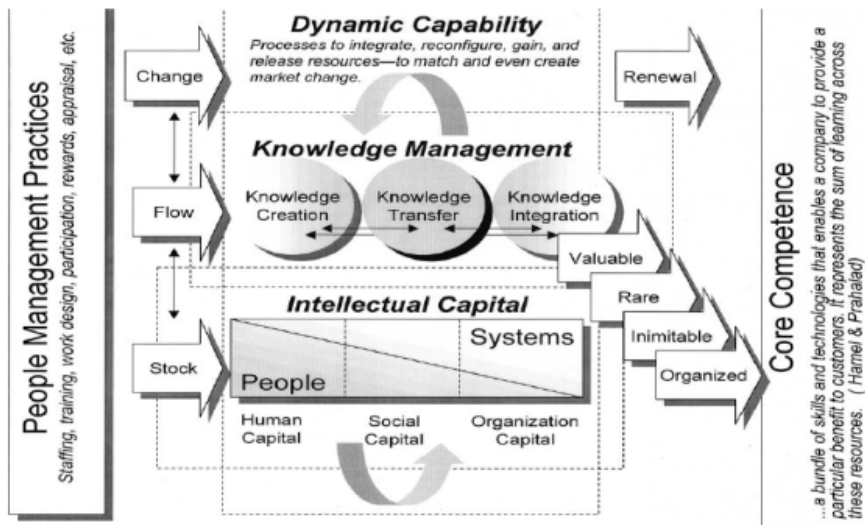 People Management Practices
Staffing, training, work design, participation, rewards, appraisal, etc.
Change
Flow
Stock
Dynamic Capability
Processes to integrate, reconfigure, gain, and
release resources—to match and even create
market change.
Renewal
Knowledge Management
Knowledge
Creation
Knowledge
Transfer
Knowledge
Integration
Intellectual Capital
Systems
People
Human
Capital
Social
Capital
Organization
Capital
Valuable
Rare
Inimitable
Organized
Core Competence
...a bundle of skills and technologies that enables a company to provide a
particular benefit to customers. It represents the sum of learning across
these resources. ( Hamel & Prahalad)